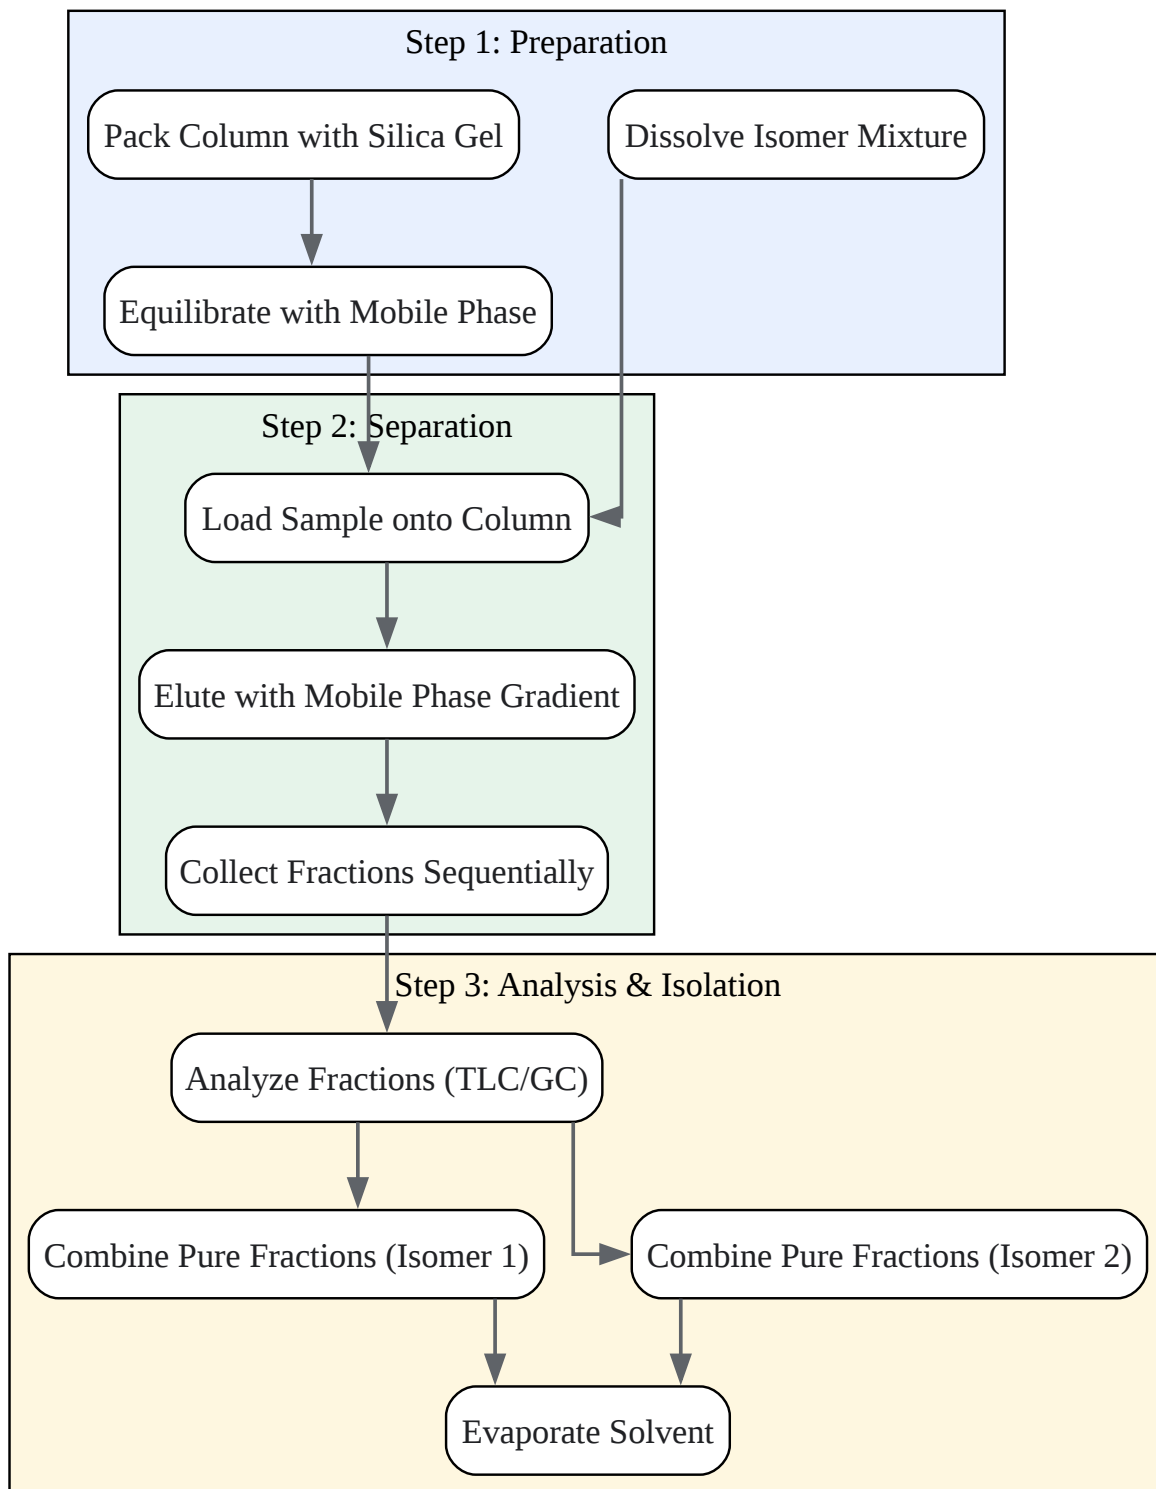 Step 1: Preparation
Pack Column with Silica Gel
Dissolve Isomer Mixture
Equilibrate with Mobile Phase
Step 2: Separation
Load Sample onto Column
Elute with Mobile Phase Gradient
Collect Fractions Sequentially
Step 3: Analysis & Isolation
Analyze Fractions (TLC/GC)
Combine Pure Fractions (Isomer 1)
Combine Pure Fractions (Isomer 2)
Evaporate Solvent